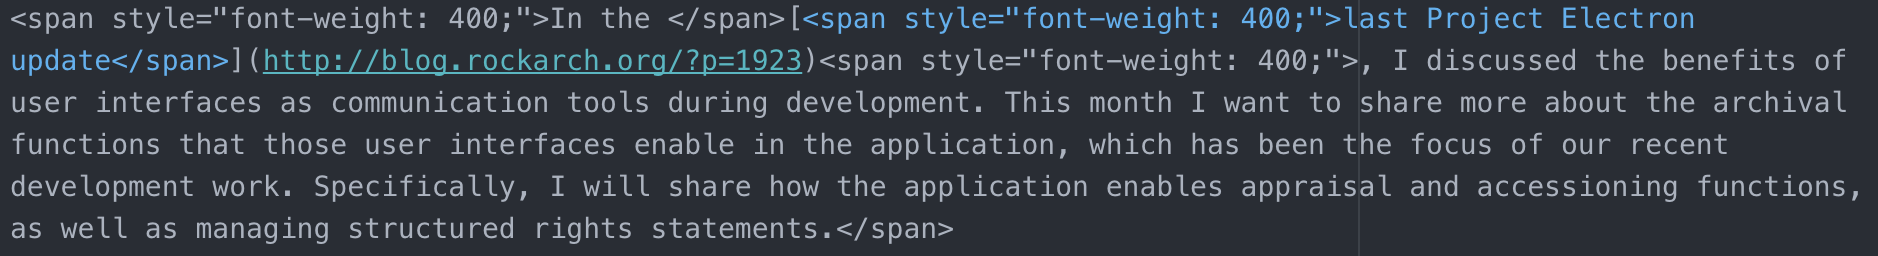 <span style="font-weight: 400;">In the </span>[<span style="font-weight: 400;">last Project Electron
update</span>](http://blog.rockarch.org/?p=1923)<span style="font-weight: 400;">, I discussed the benefits of
user interfaces as communication tools during development. This month I want to share more about the archival
functions that those user interfaces enable in the application, which has been the focus of our recent
development work. Specifically, I will share how the application enables appraisal and accessioning functions,
as well as managing structured rights statements.</span>